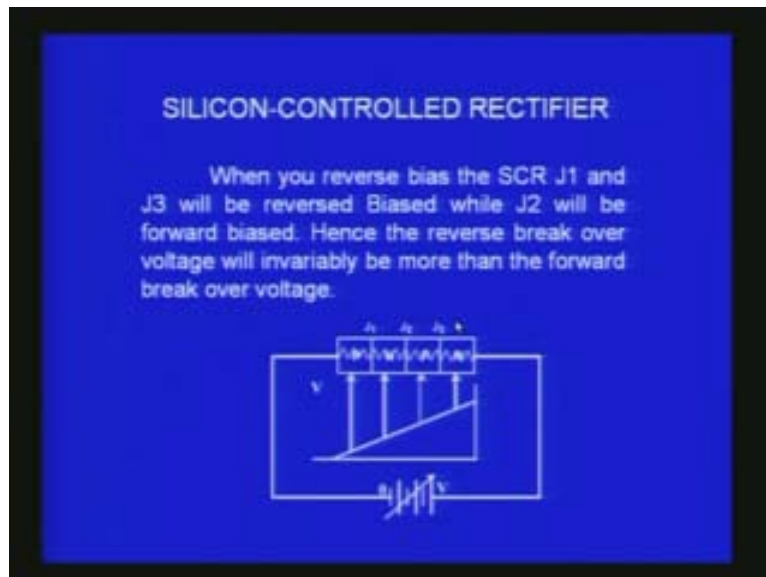 SILICON-CONTROLLED RECTIFIER
When you reverse bias the SCR J1 and
J3 will be reversed Biased while J2 will be
forward biased. Hence the reverse break over
voltage will invariably be more than the forward
break over voltage.
J1 J2 J3
V
V